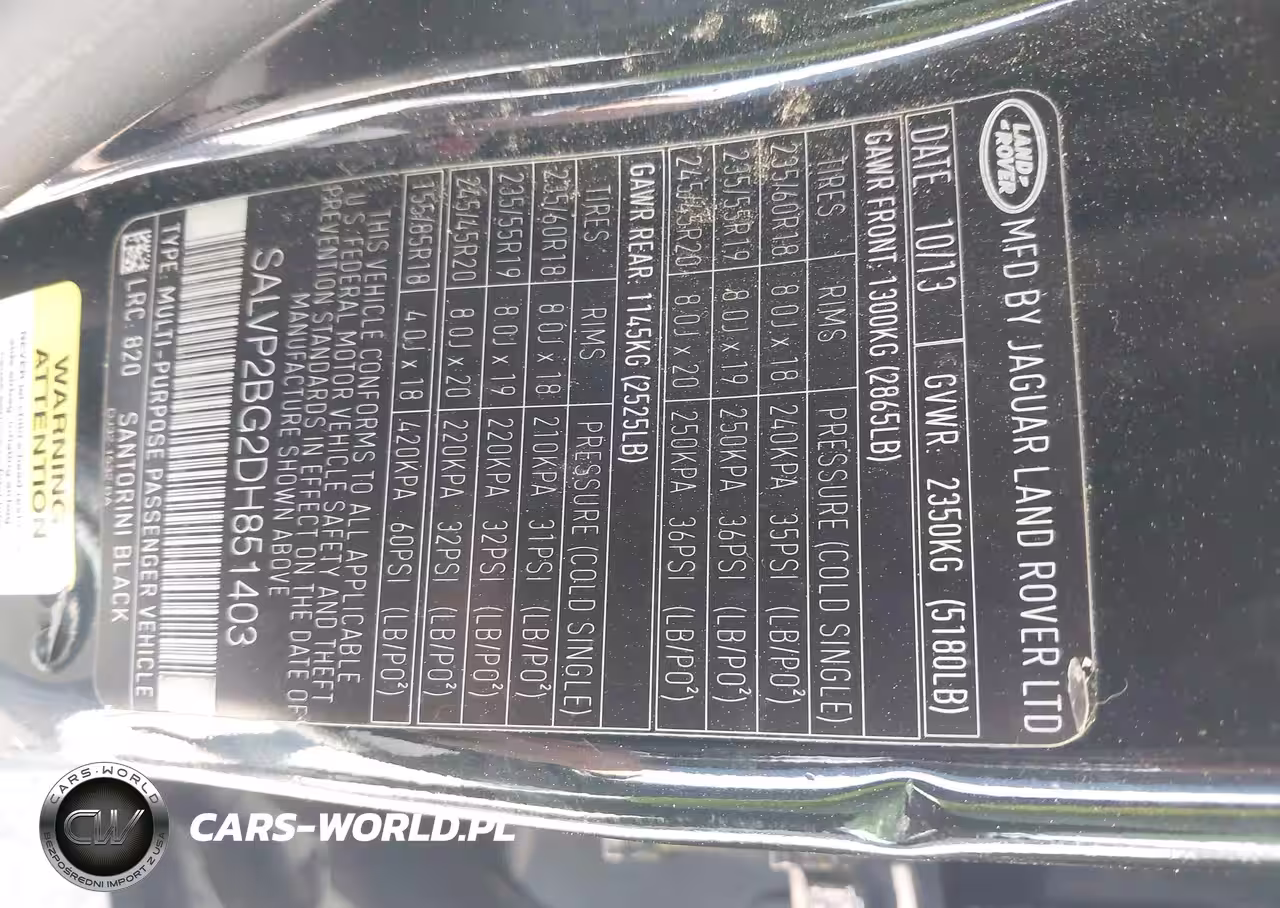 LAND ROVER
MFD BY JAGUAR LAND ROVER LTD
DATE: 10/13 GVWR: 2350KG (5180LB)
GAWR FRONT: 1300KG (2865LB)
TIRES RIMS PRESSURE (COLD SINGLE)
235/60R18 8.0J x 18 240KPA 35PSI (LB/PO²)
235/55R19 8.0J x 19 250KPA 36PSI (LB/PO²)
245/45R20 8.0J x 20 250KPA 36PSI (LB/PO²)
GAWR REAR: 1145KG (2525LB)
TIRES RIMS PRESSURE (COLD SINGLE)
235/60R18 8.0J x 18 210KPA 31PSI (LB/PO²)
235/55R19 8.0J x 19 220KPA 32PSI (LB/PO²)
245/45R20 8.0J x 20 220KPA 32PSI (LB/PO²)
155/85R18 4.0J x 18 420KPA 60PSI (LB/PO²)
THIS VEHICLE CONFORMS TO ALL APPLICABLE
U.S. FEDERAL MOTOR VEHICLE SAFETY AND THEFT
PREVENTION STANDARDS IN EFFECT ON THE DATE OF
MANUFACTURE SHOWN ABOVE
SALVP2BG2DH851403
TYPE MULTI-PURPOSE PASSENGER VEHICLE
LRC: 820 SANTORINI BLACK
WARNING
ATTENTION
CARS-WORLD
CW
BEZPOŚREDNI IMPORT Z USA
CARS-WORLD.PL